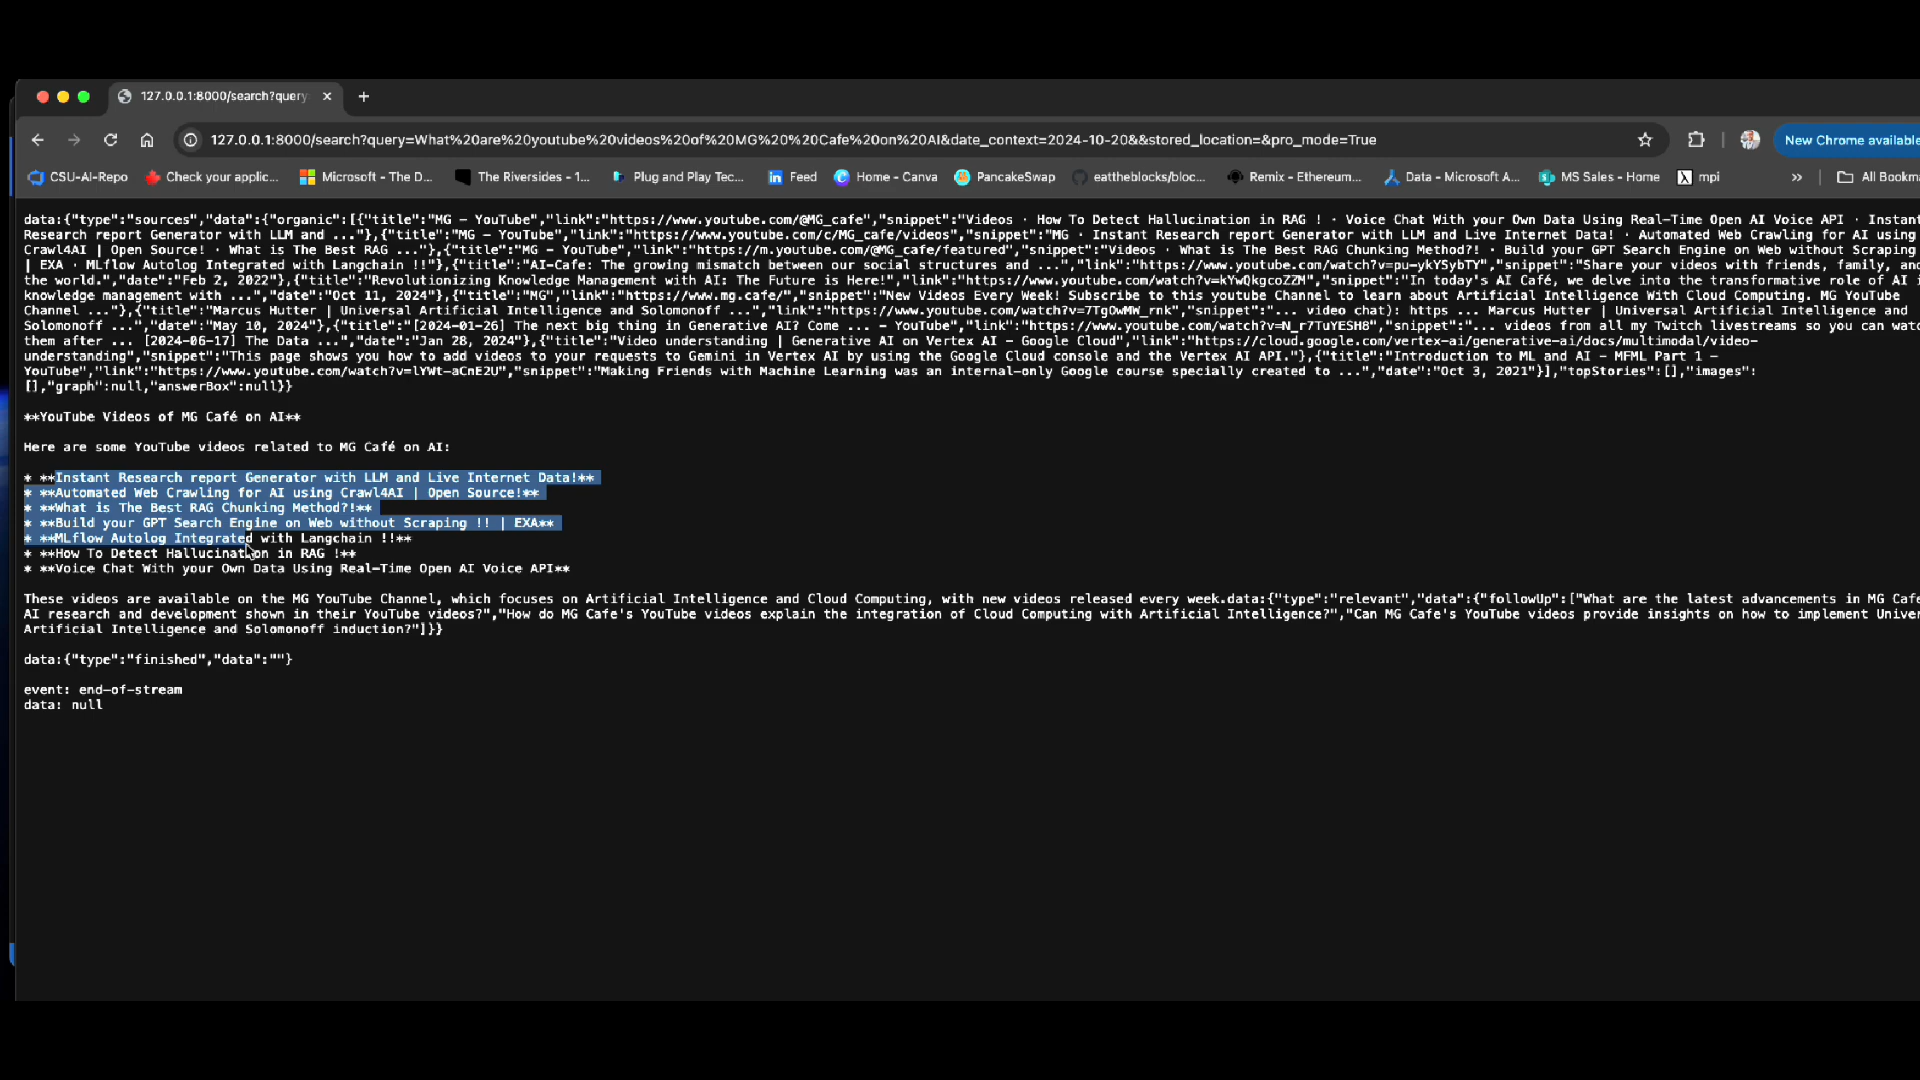 127.0.0.1:8000/search?query
127.0.0.1:8000/search?query=What%20are%20youtube%20videos%20of%20MG%20%20Cafe%20on%20AI&date_context=2024-10-20&&stored_location=&pro_mode=True
New Chrome available
CSU-AI-Repo Check your applic... Microsoft - The D... The Riversides - 1... Plug and Play Tec... Feed Home - Canva PancakeSwap eattheblocks/bloc... Remix - Ethereum... Data - Microsoft A... MS Sales - Home mpi » All Bookma
data:{"type":"sources","data":{"organic":[{"title":"MG - YouTube","link":"https://www.youtube.com/@MG_cafe","snippet":"Videos · How To Detect Hallucination in RAG ! · Voice Chat With your Own Data Using Real-Time Open AI Voice API · Instant
Research report Generator with LLM and ..."},{"title":"MG - YouTube","link":"https://www.youtube.com/c/MG_cafe/videos","snippet":"MG · Instant Research report Generator with LLM and Live Internet Data! · Automated Web Crawling for AI using
Crawl4AI | Open Source! · What is The Best RAG ..."},{"title":"MG - YouTube","link":"https://m.youtube.com/@MG_cafe/featured","snippet":"Videos · What is The Best RAG Chunking Method?! · Build your GPT Search Engine on Web without Scraping
| EXA · MLflow Autolog Integrated with Langchain !!"},{"title":"AI-Cafe: The growing mismatch between our social structures and ...","link":"https://www.youtube.com/watch?v=pu-ykY5ybTY","snippet":"Share your videos with friends, family, and
the world.","date":"Feb 2, 2022"},{"title":"Revolutionizing Knowledge Management with AI: The Future is Here!","link":"https://www.youtube.com/watch?v=kYwQkgcoZZM","snippet":"In today's AI Café, we delve into the transformative role of AI i
knowledge management with ...","date":"Oct 11, 2024"},{"title":"MG","link":"https://www.mg.cafe/","snippet":"New Videos Every Week! Subscribe to this youtube Channel to learn about Artificial Intelligence With Cloud Computing. MG YouTube
Channel ..."},{"title":"Marcus Hutter | Universal Artificial Intelligence and Solomonoff ...","link":"https://www.youtube.com/watch?v=7TgOwMW_rnk","snippet":"... video chat): https ... Marcus Hutter | Universal Artificial Intelligence and
Solomonoff ...","date":"May 10, 2024"},{"title":"[2024-01-26] The next big thing in Generative AI? Come ... - YouTube","link":"https://www.youtube.com/watch?v=N_r7TuYESH8","snippet":"... videos from all my Twitch livestreams so you can watc
them after ... [2024-06-17] The Data ...","date":"Jan 28, 2024"},{"title":"Video understanding | Generative AI on Vertex AI - Google Cloud","link":"https://cloud.google.com/vertex-ai/generative-ai/docs/multimodal/video-
understanding","snippet":"This page shows you how to add videos to your requests to Gemini in Vertex AI by using the Google Cloud console and the Vertex AI API."},{"title":"Introduction to ML and AI - MFML Part 1 -
YouTube","link":"https://www.youtube.com/watch?v=lYWt-aCnE2U","snippet":"Making Friends with Machine Learning was an internal-only Google course specially created to ...","date":"Oct 3, 2021"}],"topStories":[],"images":
[],"graph":null,"answerBox":null}}
**YouTube Videos of MG Café on AI**
Here are some YouTube videos related to MG Café on AI:
* **Instant Research report Generator with LLM and Live Internet Data!**
* **Automated Web Crawling for AI using Crawl4AI | Open Source!**
* **What is The Best RAG Chunking Method?!**
* **Build your GPT Search Engine on Web without Scraping !! | EXA**
* **MLflow Autolog Integrated with Langchain !!**
* **How To Detect Hallucination in RAG !**
* **Voice Chat With your Own Data Using Real-Time Open AI Voice API**
These videos are available on the MG YouTube Channel, which focuses on Artificial Intelligence and Cloud Computing, with new videos released every week.data:{"type":"relevant","data":{"followUp":["What are the latest advancements in MG Cafe
AI research and development shown in their YouTube videos?","How do MG Cafe's YouTube videos explain the integration of Cloud Computing with Artificial Intelligence?","Can MG Cafe's YouTube videos provide insights on how to implement Univer
Artificial Intelligence and Solomonoff induction?"]}}
data:{"type":"finished","data":""}
event: end-of-stream
data: null